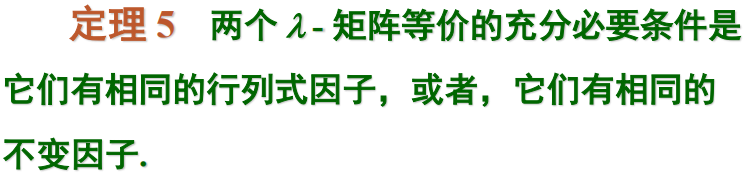 定理 5 两个 λ - 矩阵等价的充分必要条件是
它们有相同的行列式因子，或者，它们有相同的
不变因子.